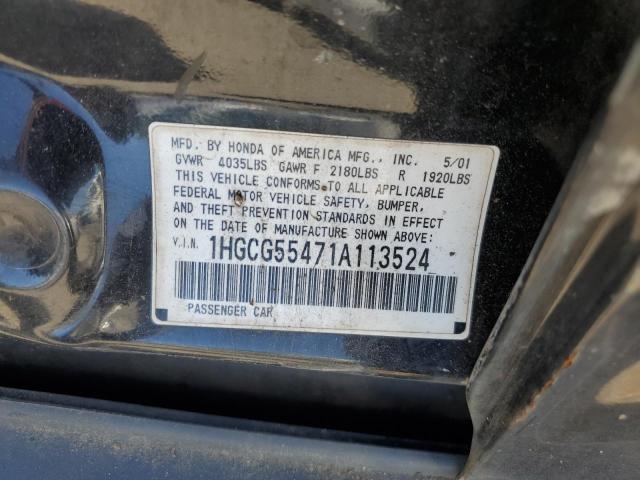 MFD. BY HONDA OF AMERICA MFG., INC. 5/01
GVWR 4035LBS GAWR F 2180LBS R 1920LBS
THIS VEHICLE CONFORMS TO ALL APPLICABLE
FEDERAL MOTOR VEHICLE SAFETY, BUMPER,
AND THEFT PREVENTION STANDARDS IN EFFECT
ON THE DATE OF MANUFACTURE SHOWN ABOVE:
V.I.N. 1HGCG55471A113524
PASSENGER CAR